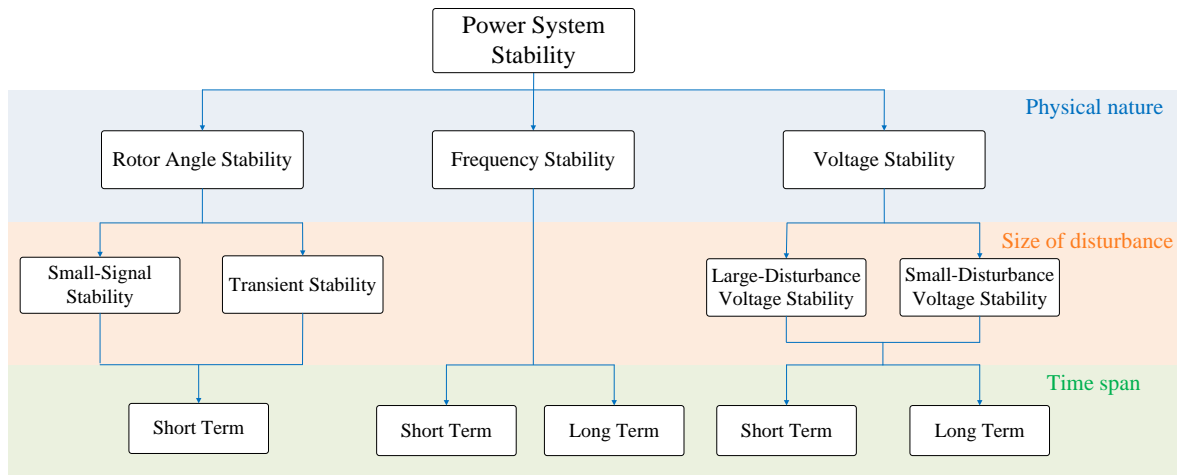 Power System
Stability
Physical nature
Rotor Angle Stability
Frequency Stability
Voltage Stability
Size of disturbance
Small-Signal
Stability
Transient Stability
Large-Disturbance
Voltage Stability
Small-Disturbance
Voltage Stability
Time span
Short Term
Short Term
Long Term
Short Term
Long Term